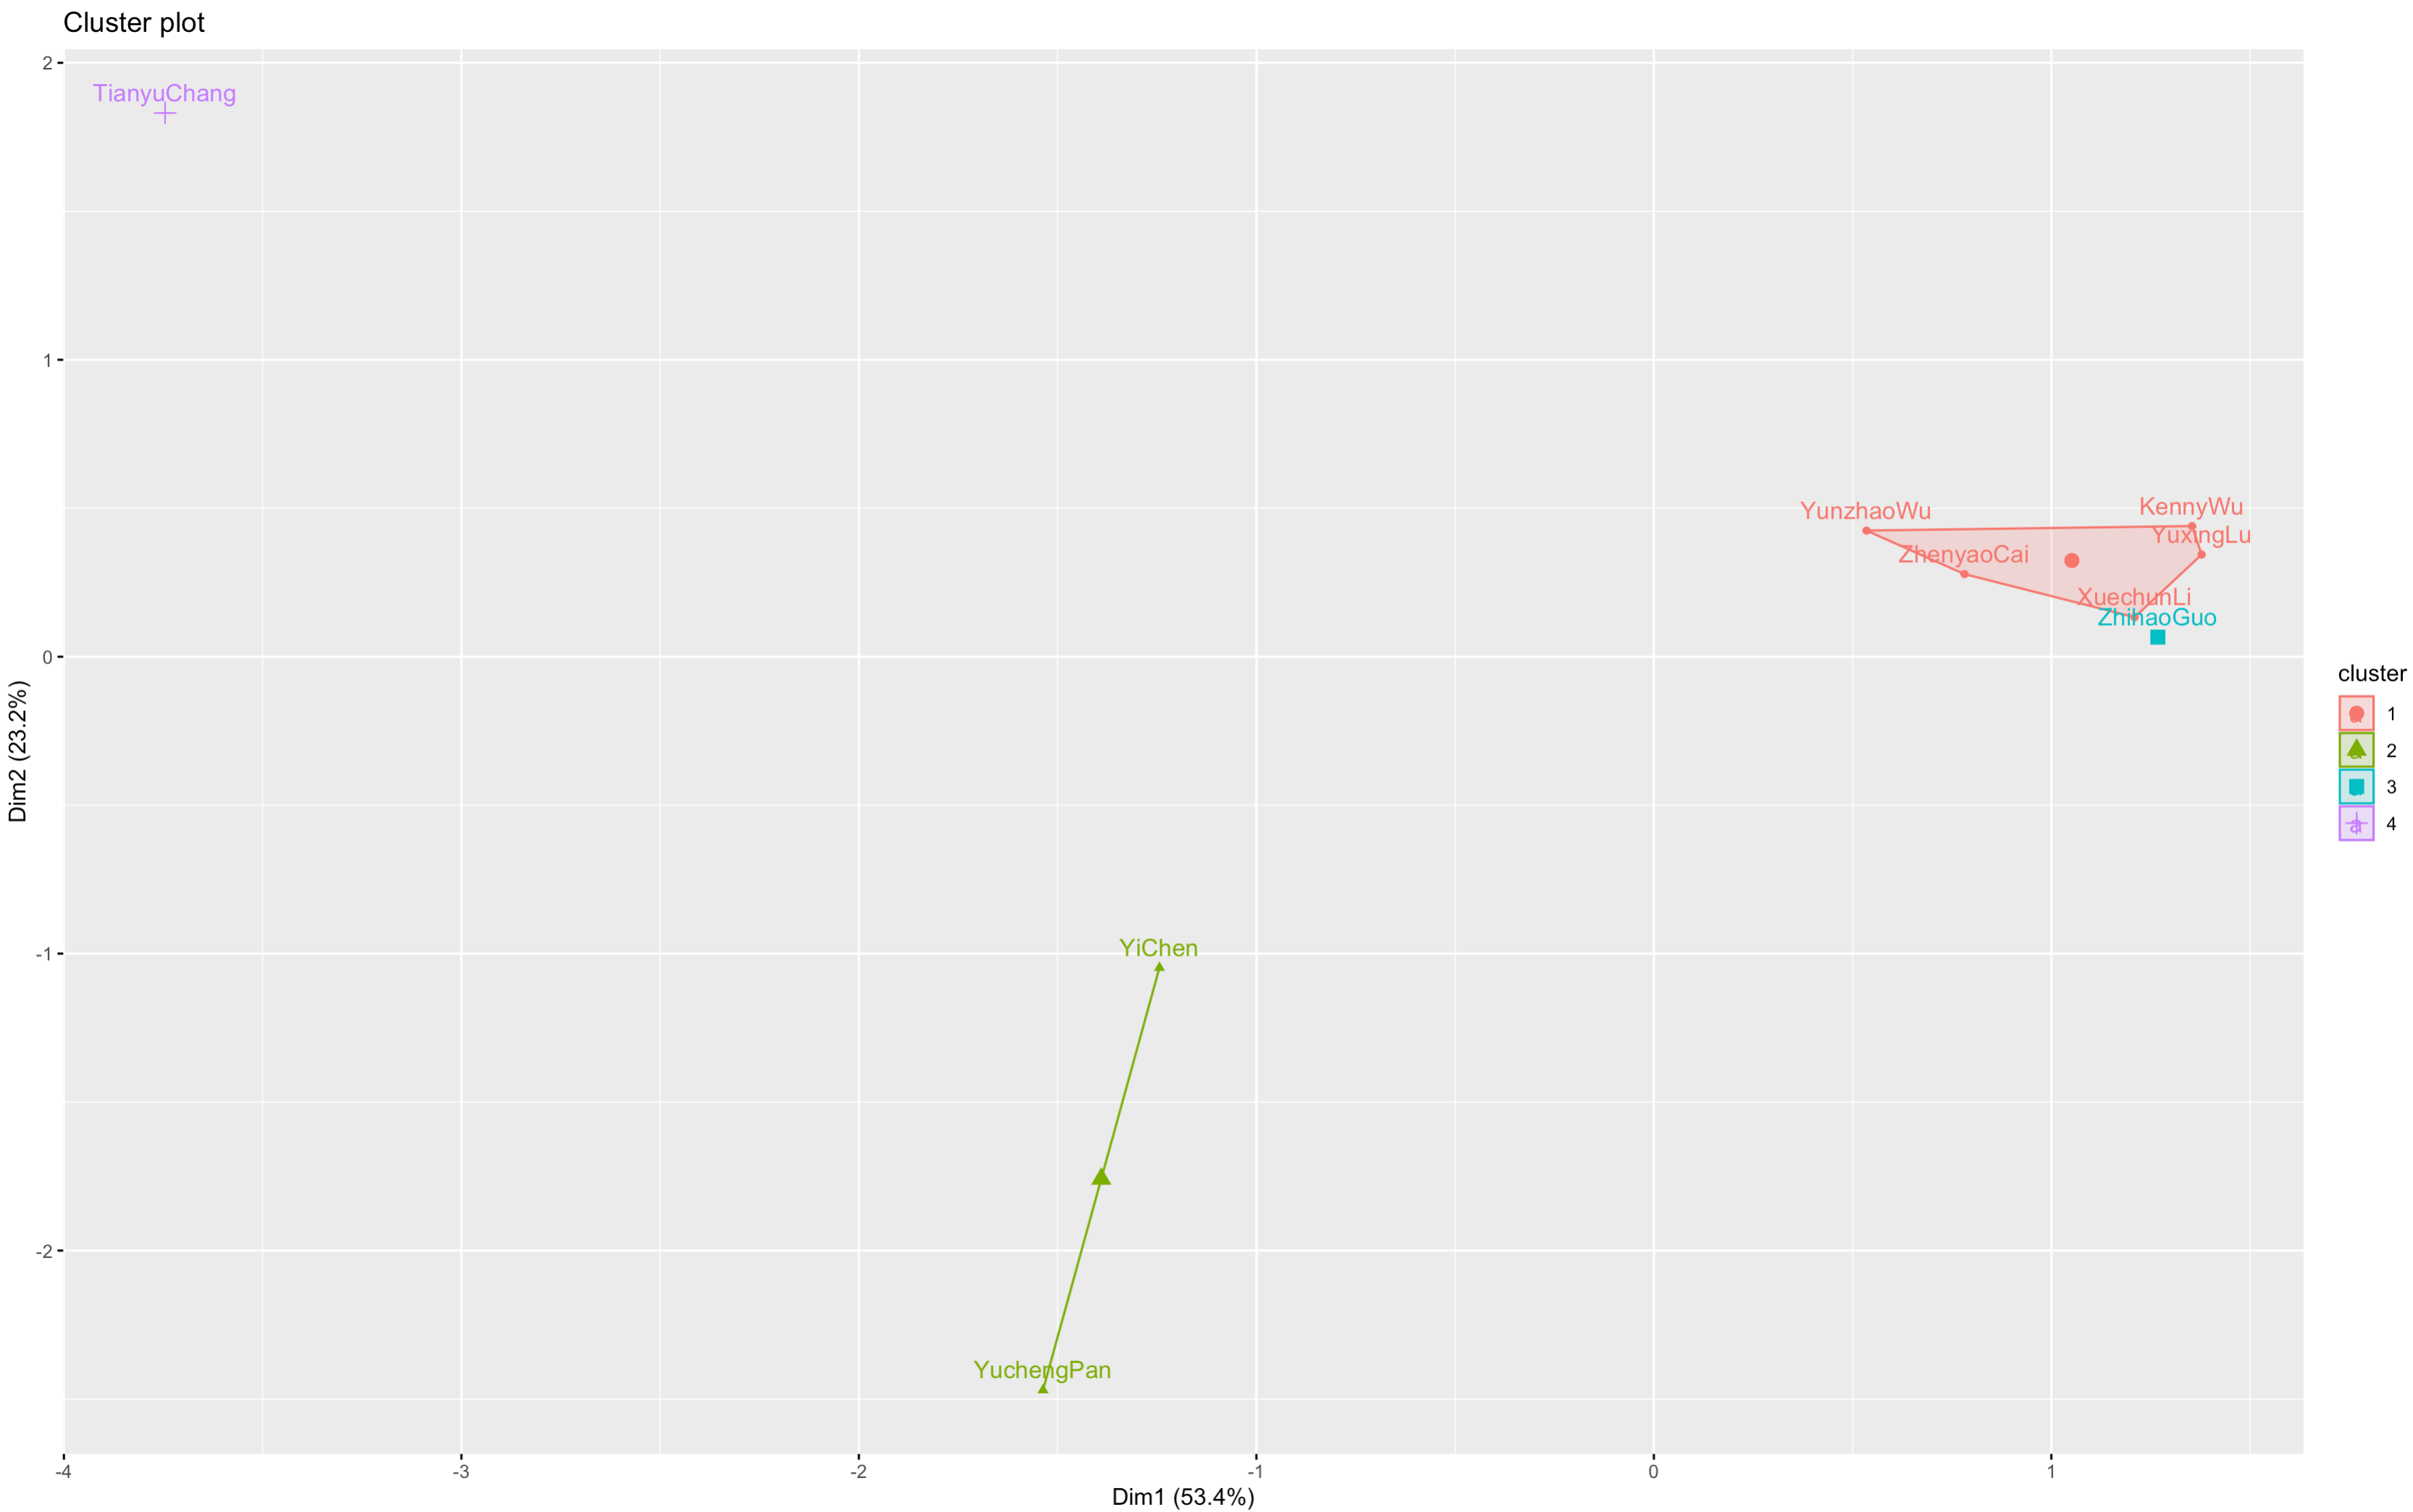 Cluster plot
2
TianyuChang
1
YunzhaoWu
KennyWu
YuxingLu
ZhenyaoCai
XuechunLi
ZhihaoGuo
0
Dim2 (23.2%)
cluster
a 1
a 2
a 3
a 4
YiChen
-1
-2
YuchengPan
-4 -3 -2 -1 0 1
Dim1 (53.4%)